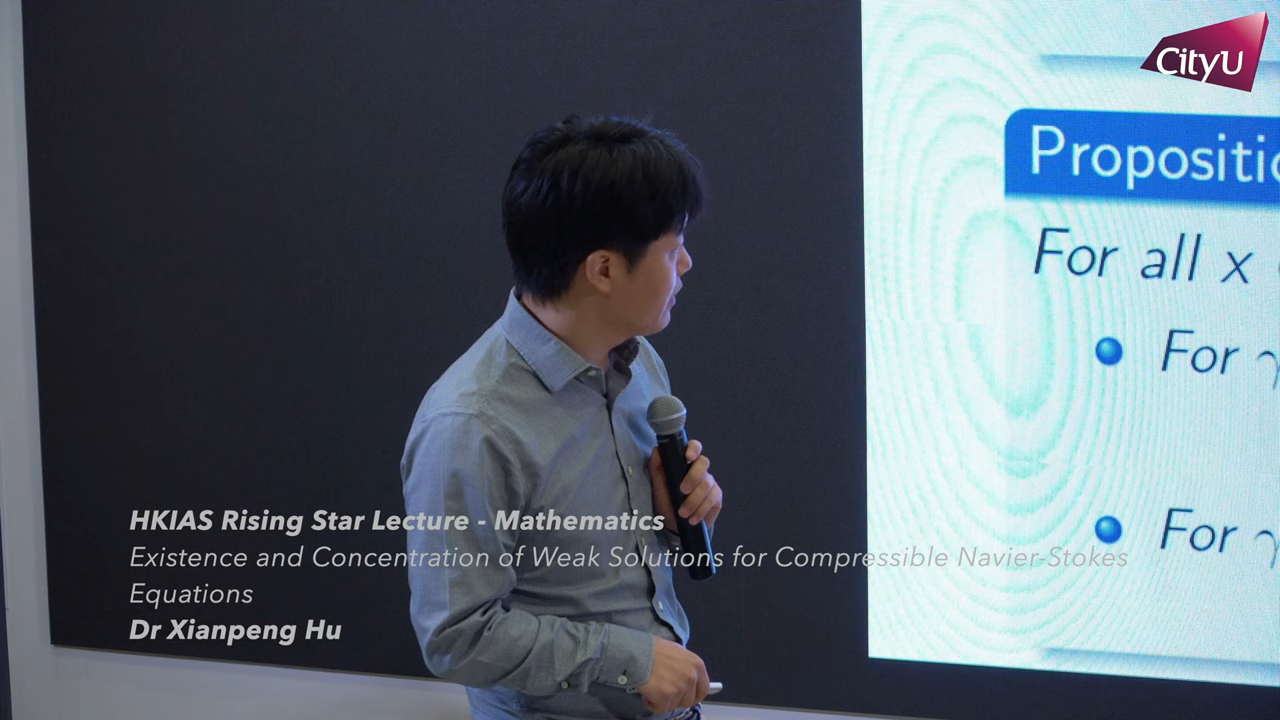 CityU
Propositi
For all x
For γ
For γ
HKIAS Rising Star Lecture - Mathematics
Existence and Concentration of Weak Solutions for Compressible Navier-Stokes
Equations
Dr Xianpeng Hu